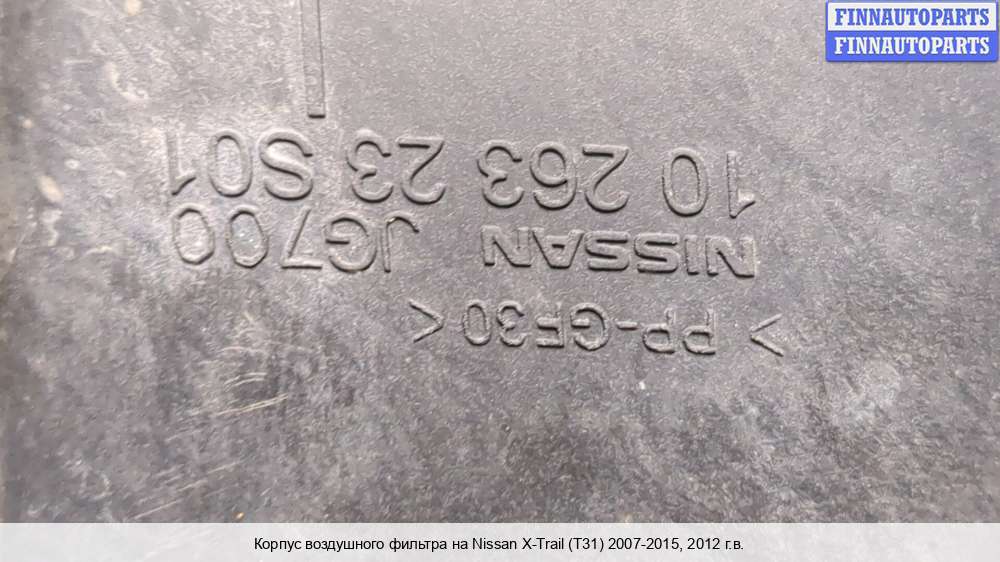 FINNAUTOPARTS
FINNAUTOPARTS
>PP-GF30<
NISSAN JG700
10 263 23 S01
Корпус воздушного фильтра на Nissan X-Trail (T31) 2007-2015, 2012 г.в.